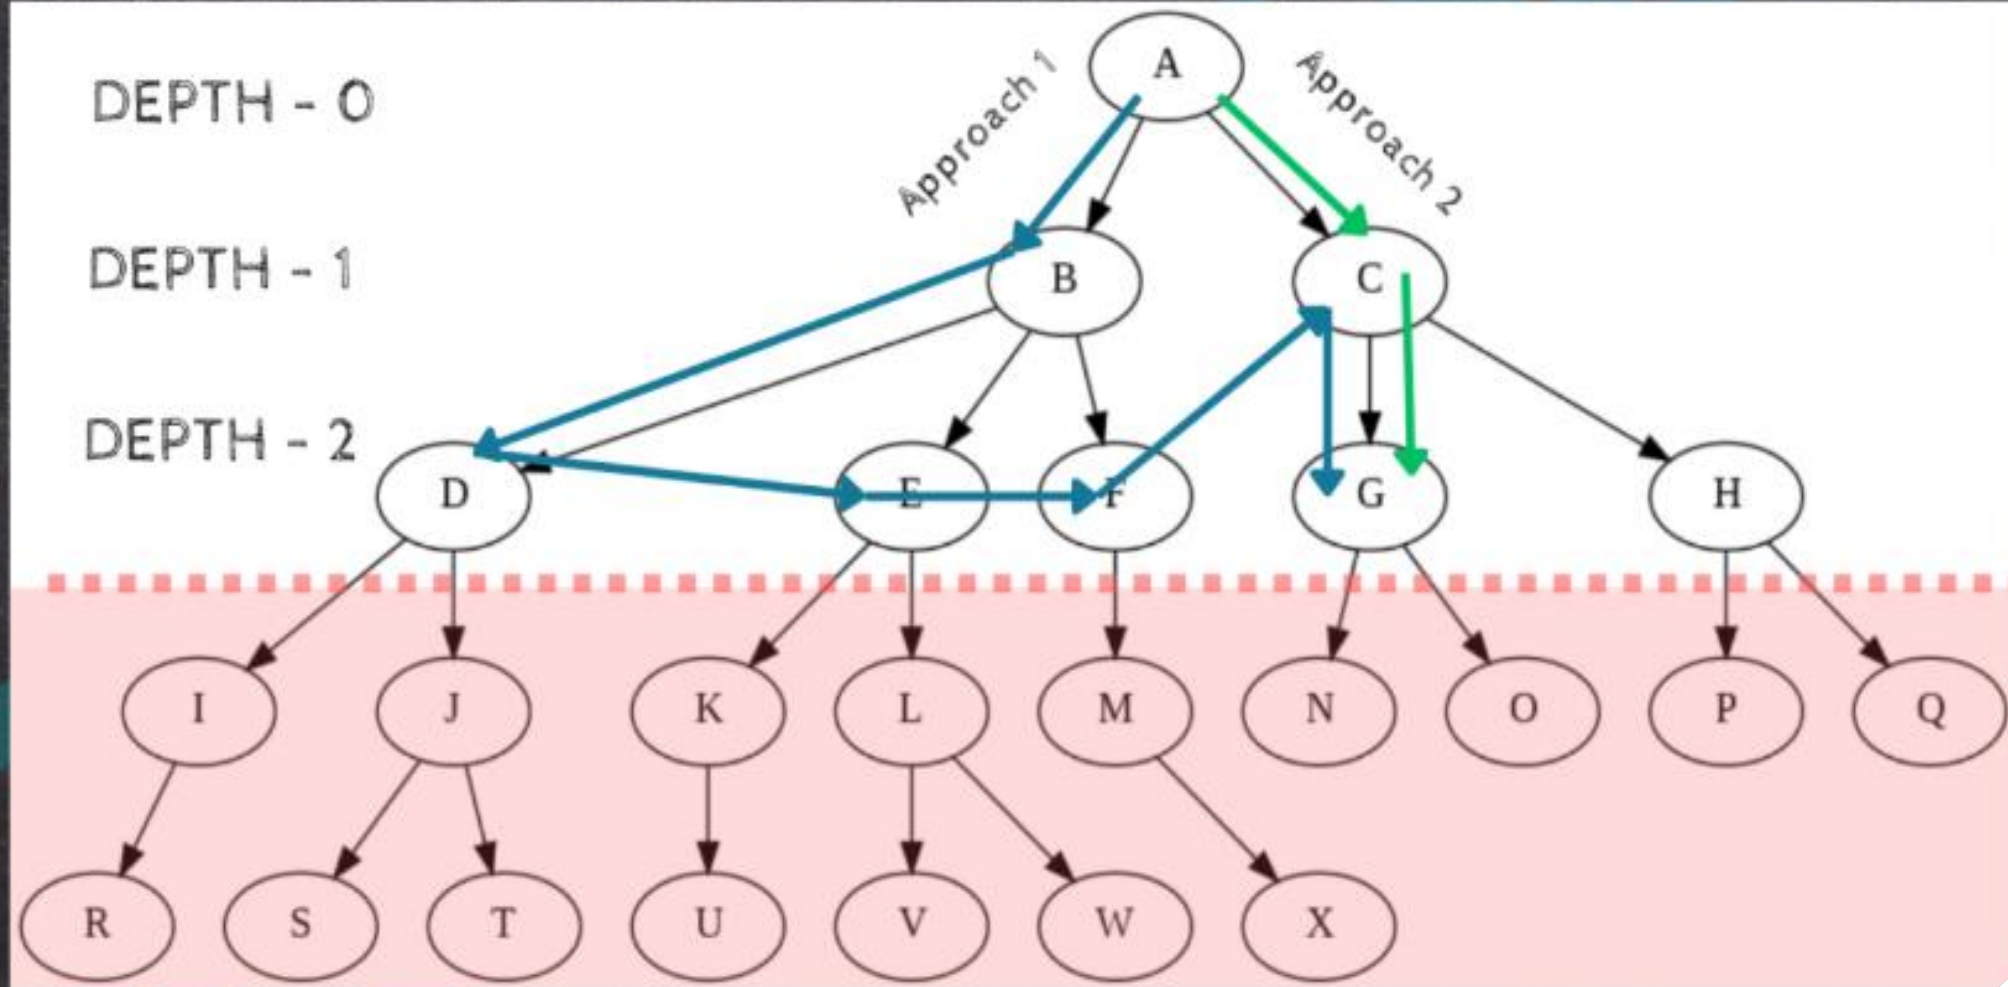 A
Approach 1
Approach 2
DEPTH - 0
DEPTH - 1
B
C
DEPTH - 2
D
E
F
G
H
I
J
K
L
M
N
O
P
Q
R
S
T
U
V
W
X